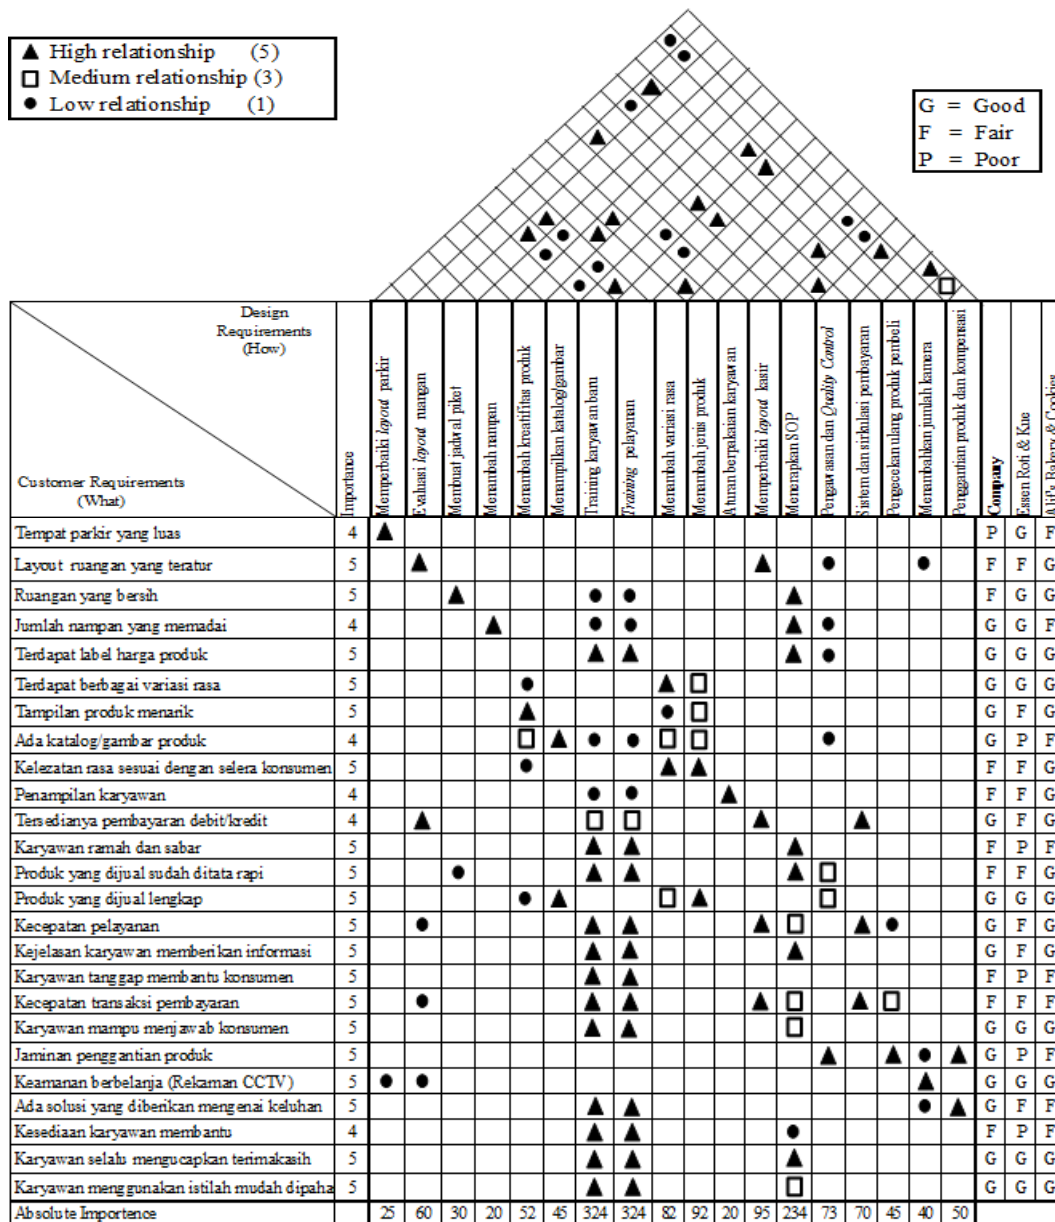 ▲ High relationship (5)
□ Medium relationship (3)
● Low relationship (1)
G = Good
F = Fair
P = Poor
Design
Requirements
(How)
Customer Requirements
(What)
Importance
Memperbaiki layout parkir
Evaluasi layout ruangan
Membuat jadwal piket
Menambah nampan
Menambah kreatifitas produk
Menampilkan katalog/gambar
Training karyawan baru
Training pelayanan
Menambah variasi rasa
Menambah jenis produk
Aturan berpakaian karyawan
Memperbaiki layout kasir
Menerapkan SOP
Pengawasan dan Quality Control
Sistem dan sirkulasi pembayaran
Pengecekan ulang produk pembeli
Menambahkan jumlah kamera
Penggantian produk dan kompensasi
Company
Essen Roti & Kue
Alif's Bakery & Cookies
Tempat parkir yang luas 4 ▲ P G F
Layout ruangan yang teratur 5 ▲ ▲ ● ● F F G
Ruangan yang bersih 5 ▲ ● ● ▲ F G G
Jumlah nampan yang memadai 4 ▲ ● ● ▲ ● G G F
Terdapat label harga produk 5 ▲ ▲ ▲ ● G G G
Terdapat berbagai variasi rasa 5 ● ▲ □ G G G
Tampilan produk menarik 5 ▲ ● □ G F G
Ada katalog/gambar produk 4 □ ▲ ● ● □ □ ● G P F
Kelezatan rasa sesuai dengan selera konsumen 5 ● ▲ ▲ F F G
Penampilan karyawan 4 ● ● ▲ F F G
Tersedianya pembayaran debit/kredit 4 ▲ □ □ ▲ ▲ G F G
Karyawan ramah dan sabar 5 ▲ ▲ ▲ F P F
Produk yang dijual sudah ditata rapi 5 ● ▲ ▲ ▲ □ F F G
Produk yang dijual lengkap 5 ● ▲ □ ▲ □ G G G
Kecepatan pelayanan 5 ● ▲ ▲ ▲ □ ▲ ● G F G
Kejelasan karyawan memberikan informasi 5 ▲ ▲ ▲ G F G
Karyawan tanggap membantu konsumen 5 ▲ ▲ F P F
Kecepatan transaksi pembayaran 5 ● ▲ ▲ ▲ □ ▲ □ F F F
Karyawan mampu menjawab konsumen 5 ▲ ▲ □ G G G
Jaminan penggantian produk 5 ▲ ▲ ● ▲ G P F
Keamanan berbelanja (Rekaman CCTV) 5 ● ● ▲ G G G
Ada solusi yang diberikan mengenai keluhan 5 ▲ ▲ ● ▲ G F F
Kesediaan karyawan membantu 4 ▲ ▲ ● F P F
Karyawan selalu mengucapkan terimakasih 5 ▲ ▲ ▲ G G G
Karyawan menggunakan istilah mudah dipaha 5 ▲ ▲ □ G G G
Absolute Importence 25 60 30 20 52 45 324 324 82 92 20 95 234 73 70 45 40 50